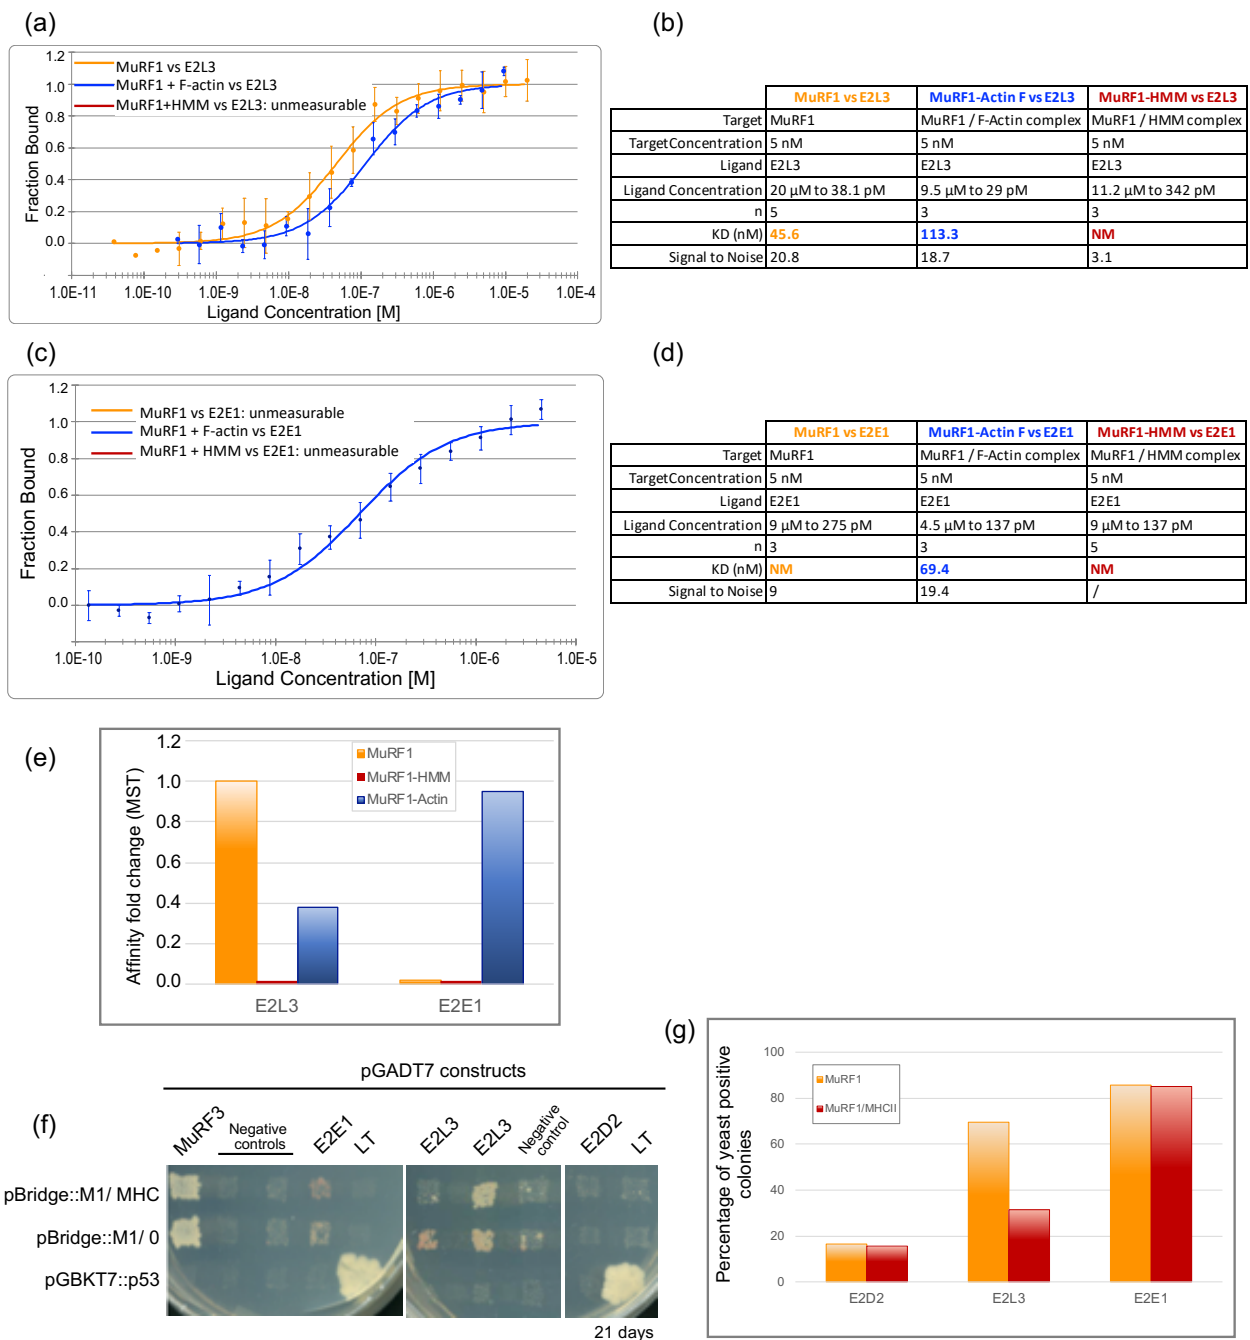 (a)
1.2
1.0
0.8
0.6
0.4
0.2
0.0
Fraction Bound
MuRF1 vs E2L3
MuRF1 + F-actin vs E2L3
MuRF1+HMM vs E2L3: unmeasurable
1.0E-11 1.0E-10 1.0E-9 1.0E-8 1.0E-7 1.0E-6 1.0E-5 1.0E-4
Ligand Concentration [M]
(b)
MuRF1 vs E2L3 MuRF1-Actin F vs E2L3 MuRF1-HMM vs E2L3
Target MuRF1 MuRF1 / F-Actin complex MuRF1 / HMM complex
TargetConcentration 5 nM 5 nM 5 nM
Ligand E2L3 E2L3 E2L3
Ligand Concentration 20 µM to 38.1 pM 9.5 µM to 29 pM 11.2 µM to 342 pM
n 5 3 3
KD (nM) 45.6 113.3 NM
Signal to Noise 20.8 18.7 3.1
(c)
1.2
1.0
0.8
0.6
0.4
0.2
0.0
Fraction Bound
MuRF1 vs E2E1: unmeasurable
MuRF1 + F-actin vs E2E1
MuRF1 + HMM vs E2E1: unmeasurable
1.0E-10 1.0E-9 1.0E-8 1.0E-7 1.0E-6 1.0E-5
Ligand Concentration [M]
(d)
MuRF1 vs E2E1 MuRF1-Actin F vs E2E1 MuRF1-HMM vs E2E1
Target MuRF1 MuRF1 / F-Actin complex MuRF1 / HMM complex
TargetConcentration 5 nM 5 nM 5 nM
Ligand E2E1 E2E1 E2E1
Ligand Concentration 9 µM to 275 pM 4.5 µM to 137 pM 9 µM to 137 pM
n 3 3 5
KD (nM) NM 69.4 NM
Signal to Noise 9 19.4 /
(e)
1.2
1.0
0.8
0.6
0.4
0.2
0.0
Affinity fold change (MST)
MuRF1
MuRF1-HMM
MuRF1-Actin
E2L3 E2E1
(f)
pGADT7 constructs
MuRF3 Negative controls E2E1 LT E2L3 E2L3 Negative control E2D2 LT
pBridge::M1/ MHC
pBridge::M1/ 0
pGBKT7::p53
21 days
(g)
100
80
60
40
20
0
Percentage of yeast positive
colonies
MuRF1
MuRF1/MHCII
E2D2 E2L3 E2E1